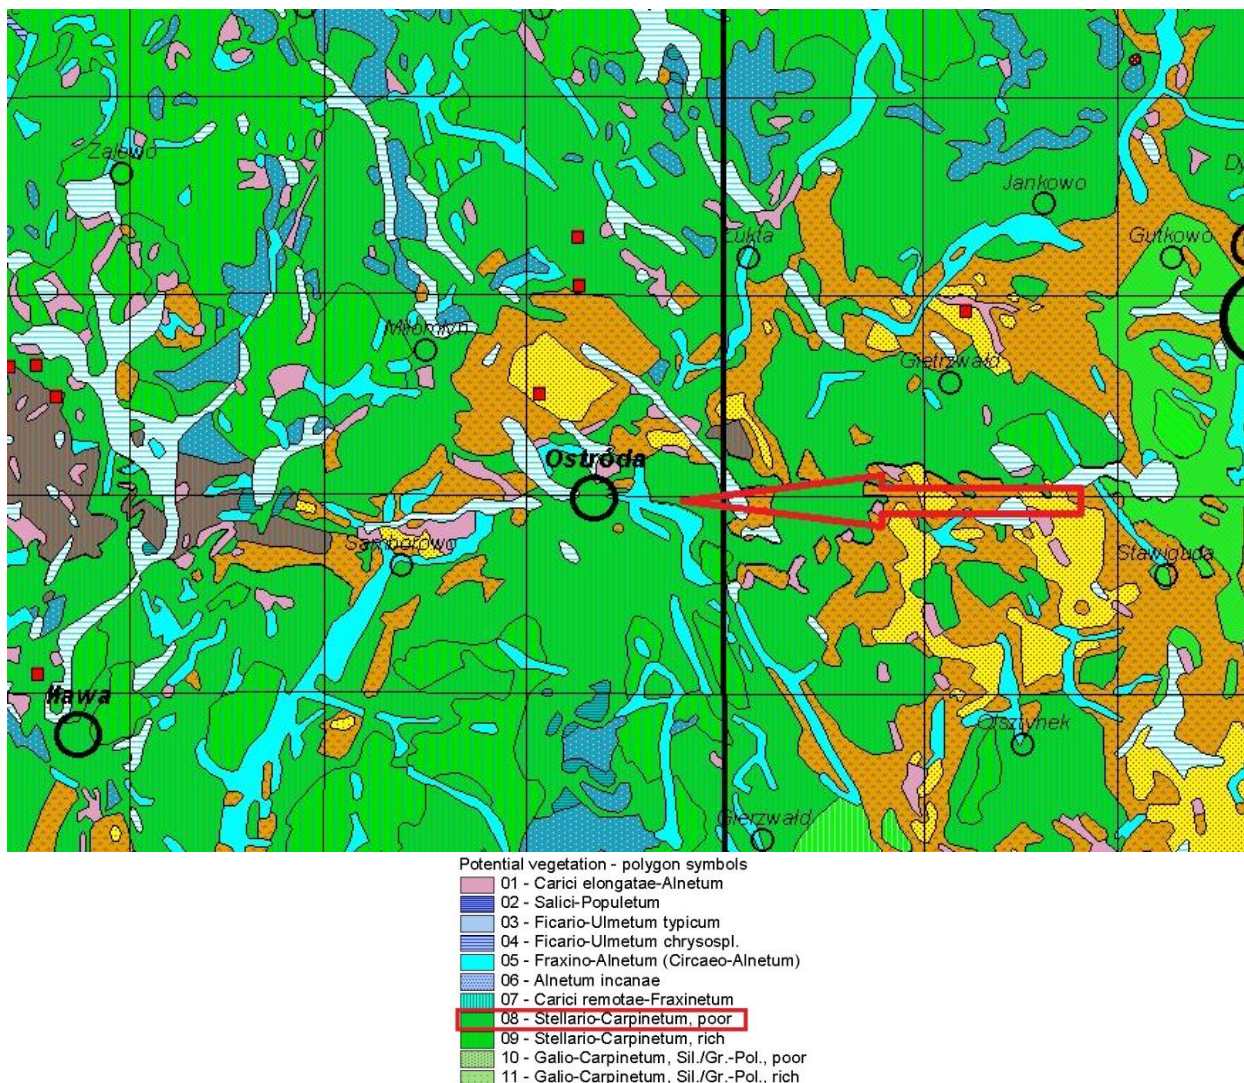 Zalewo
Jankowo
Dy
Łukta
Gutkowo
Miłomłyn
Gietrzwałd
Ostróda
Samborowo
Stawiguda
Iława
Olsztynek
Gierzwałd
Potential vegetation - polygon symbols
01 - Carici elongatae-Alnetum
02 - Salici-Populetum
03 - Ficario-Ulmetum typicum
04 - Ficario-Ulmetum chrysospl.
05 - Fraxino-Alnetum (Circaeo-Alnetum)
06 - Alnetum incanae
07 - Carici remotae-Fraxinetum
08 - Stellario-Carpinetum, poor
09 - Stellario-Carpinetum, rich
10 - Galio-Carpinetum, Sil./Gr.-Pol., poor
11 - Galio-Carpinetum, Sil./Gr.-Pol., rich